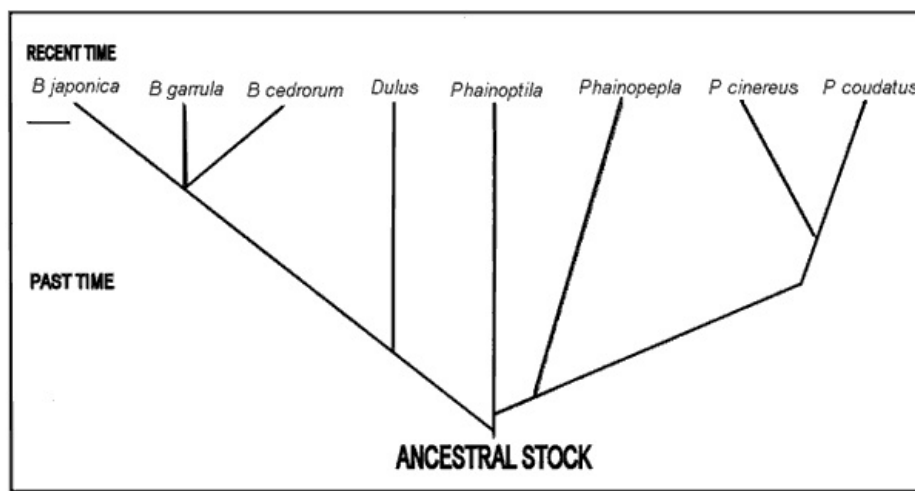 RECENT TIME
B japonica B garrula B cedrorum Dulus Phainoptila Phainopepla P cinereus P coudatus
PAST TIME
ANCESTRAL STOCK